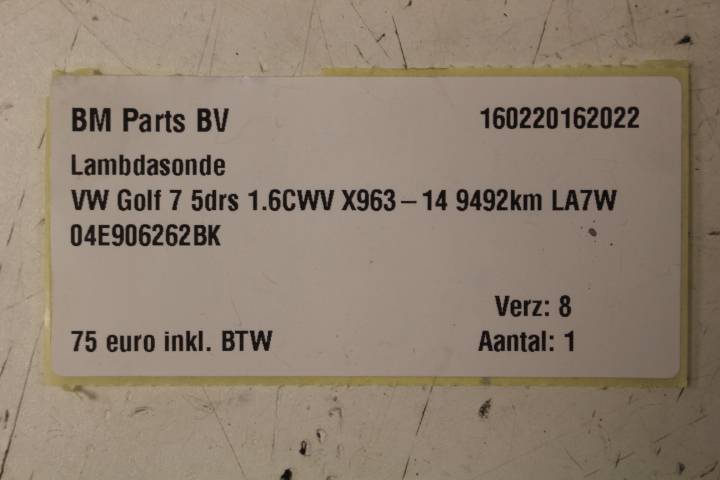 BM Parts BV 160220162022
Lambdasonde
VW Golf 7 5drs 1.6CWV X963-14 9492km LA7W
04E906262BK
Verz: 8
75 euro inkl. BTW Aantal: 1